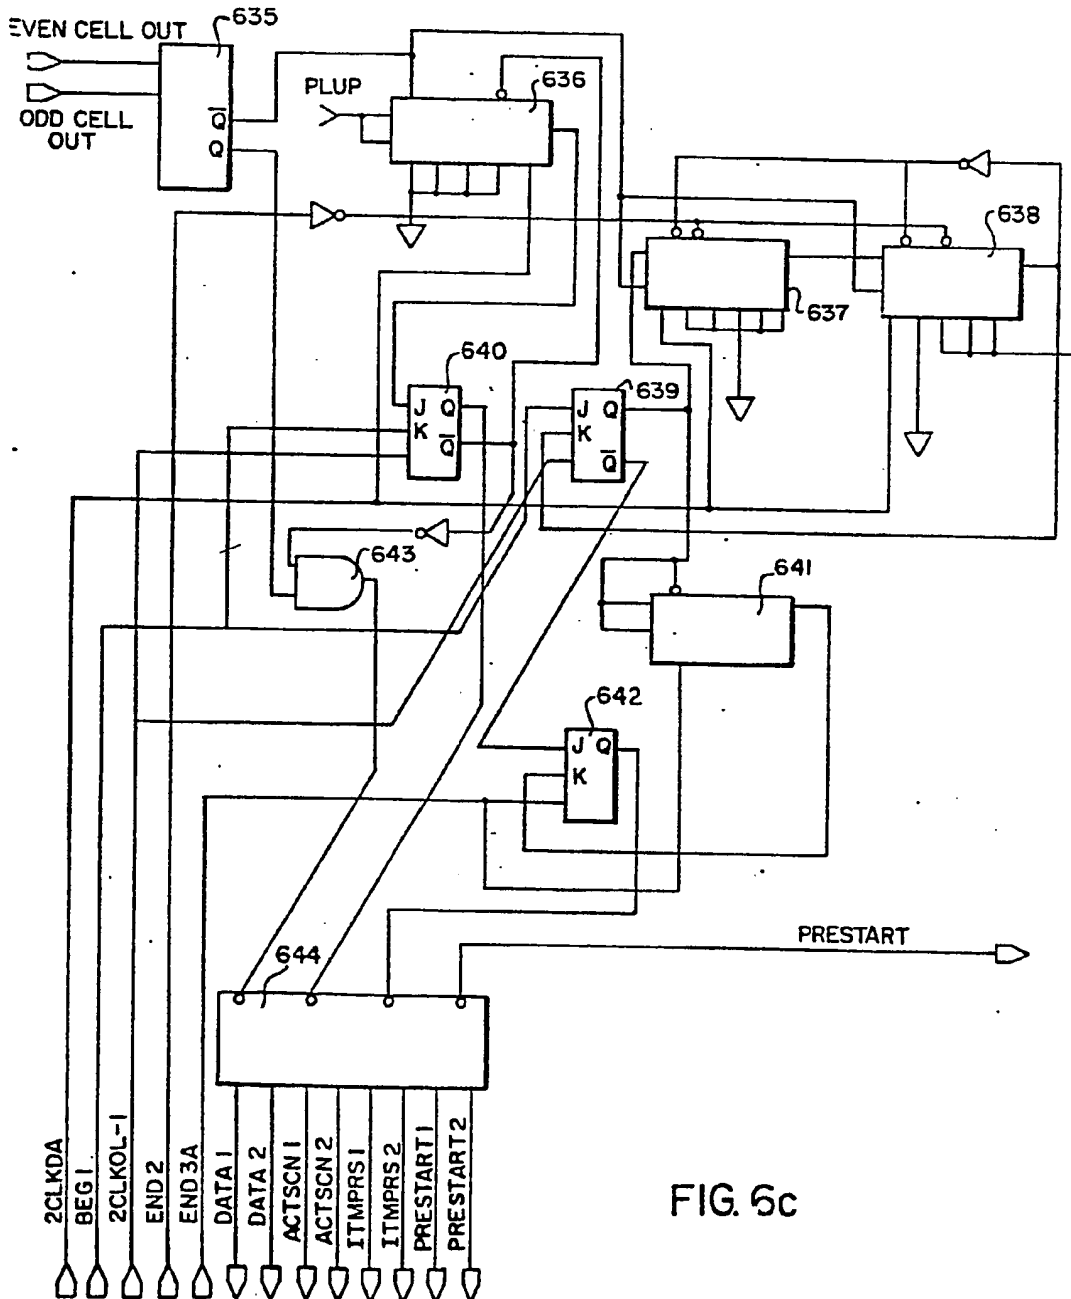 EVEN CELL OUT
635
ODD CELL
OUT
Q̅
Q
PLUP
636
638
637
640
J Q
K
Q̅
639
J Q
K
Q̅
643
641
642
J Q
K
644
PRESTART
2CLKDA
BEG1
2CLKOL-1
END2
END3A
DATA1
DATA2
ACTSCN1
ACTSCN2
ITMPRS1
ITMPRS2
PRESTART1
PRESTART2
FIG. 6c